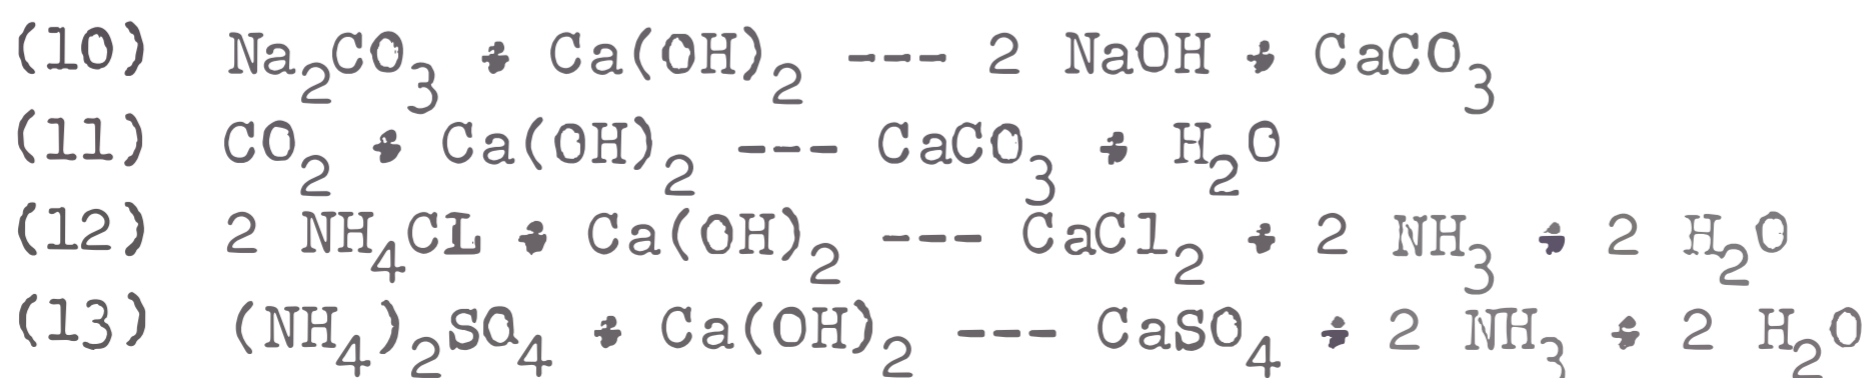 (10) Na₂CO₃ + Ca(OH)₂ --- 2 NaOH + CaCO₃
(11) CO₂ + Ca(OH)₂ --- CaCO₃ + H₂O
(12) 2 NH₄CL + Ca(OH)₂ --- CaCl₂ + 2 NH₃ + 2 H₂O
(13) (NH₄)₂SO₄ + Ca(OH)₂ --- CaSO₄ + 2 NH₃ + 2 H₂O